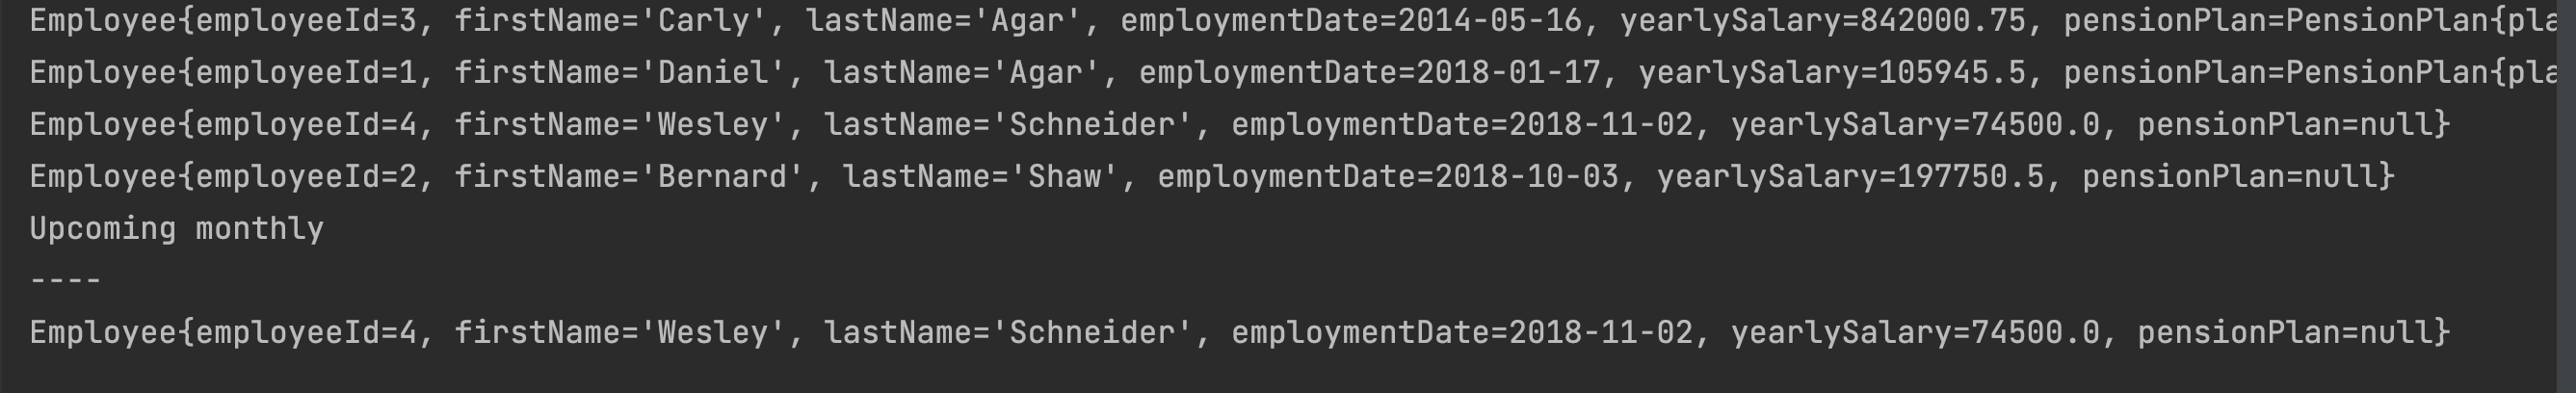 Employee{employeeId=3, firstName='Carly', lastName='Agar', employmentDate=2014-05-16, yearlySalary=842000.75, pensionPlan=PensionPlan{pla
Employee{employeeId=1, firstName='Daniel', lastName='Agar', employmentDate=2018-01-17, yearlySalary=105945.5, pensionPlan=PensionPlan{pla
Employee{employeeId=4, firstName='Wesley', lastName='Schneider', employmentDate=2018-11-02, yearlySalary=74500.0, pensionPlan=null}
Employee{employeeId=2, firstName='Bernard', lastName='Shaw', employmentDate=2018-10-03, yearlySalary=197750.5, pensionPlan=null}
Upcoming monthly
----
Employee{employeeId=4, firstName='Wesley', lastName='Schneider', employmentDate=2018-11-02, yearlySalary=74500.0, pensionPlan=null}